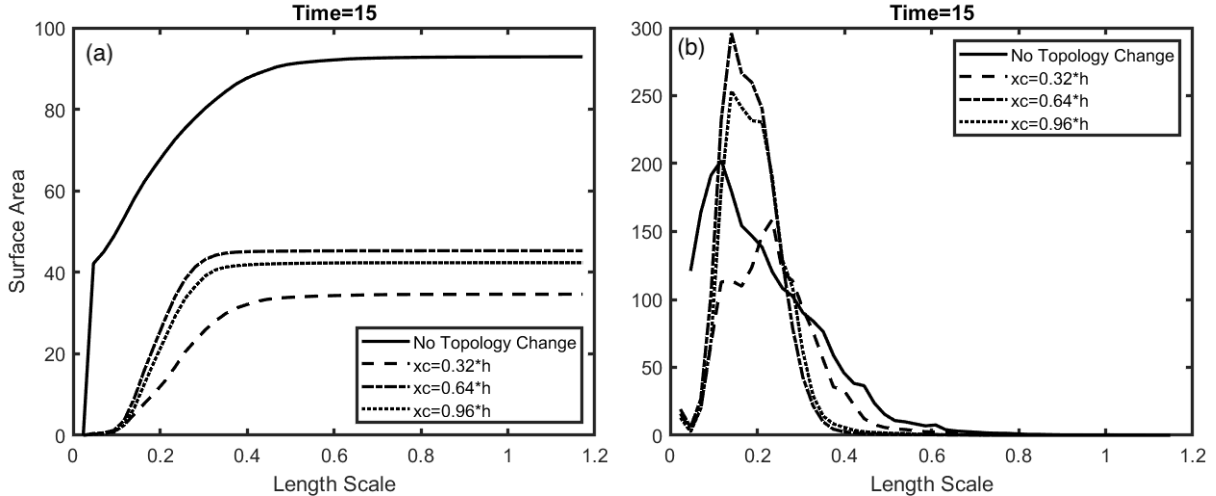 Time=15
(a)
100
80
60
40
20
0
Surface Area
No Topology Change
xc=0.32*h
xc=0.64*h
xc=0.96*h
0 0.2 0.4 0.6 0.8 1 1.2
Length Scale
Time=15
(b)
300
250
200
150
100
50
0
No Topology Change
xc=0.32*h
xc=0.64*h
xc=0.96*h
0 0.2 0.4 0.6 0.8 1 1.2
Length Scale